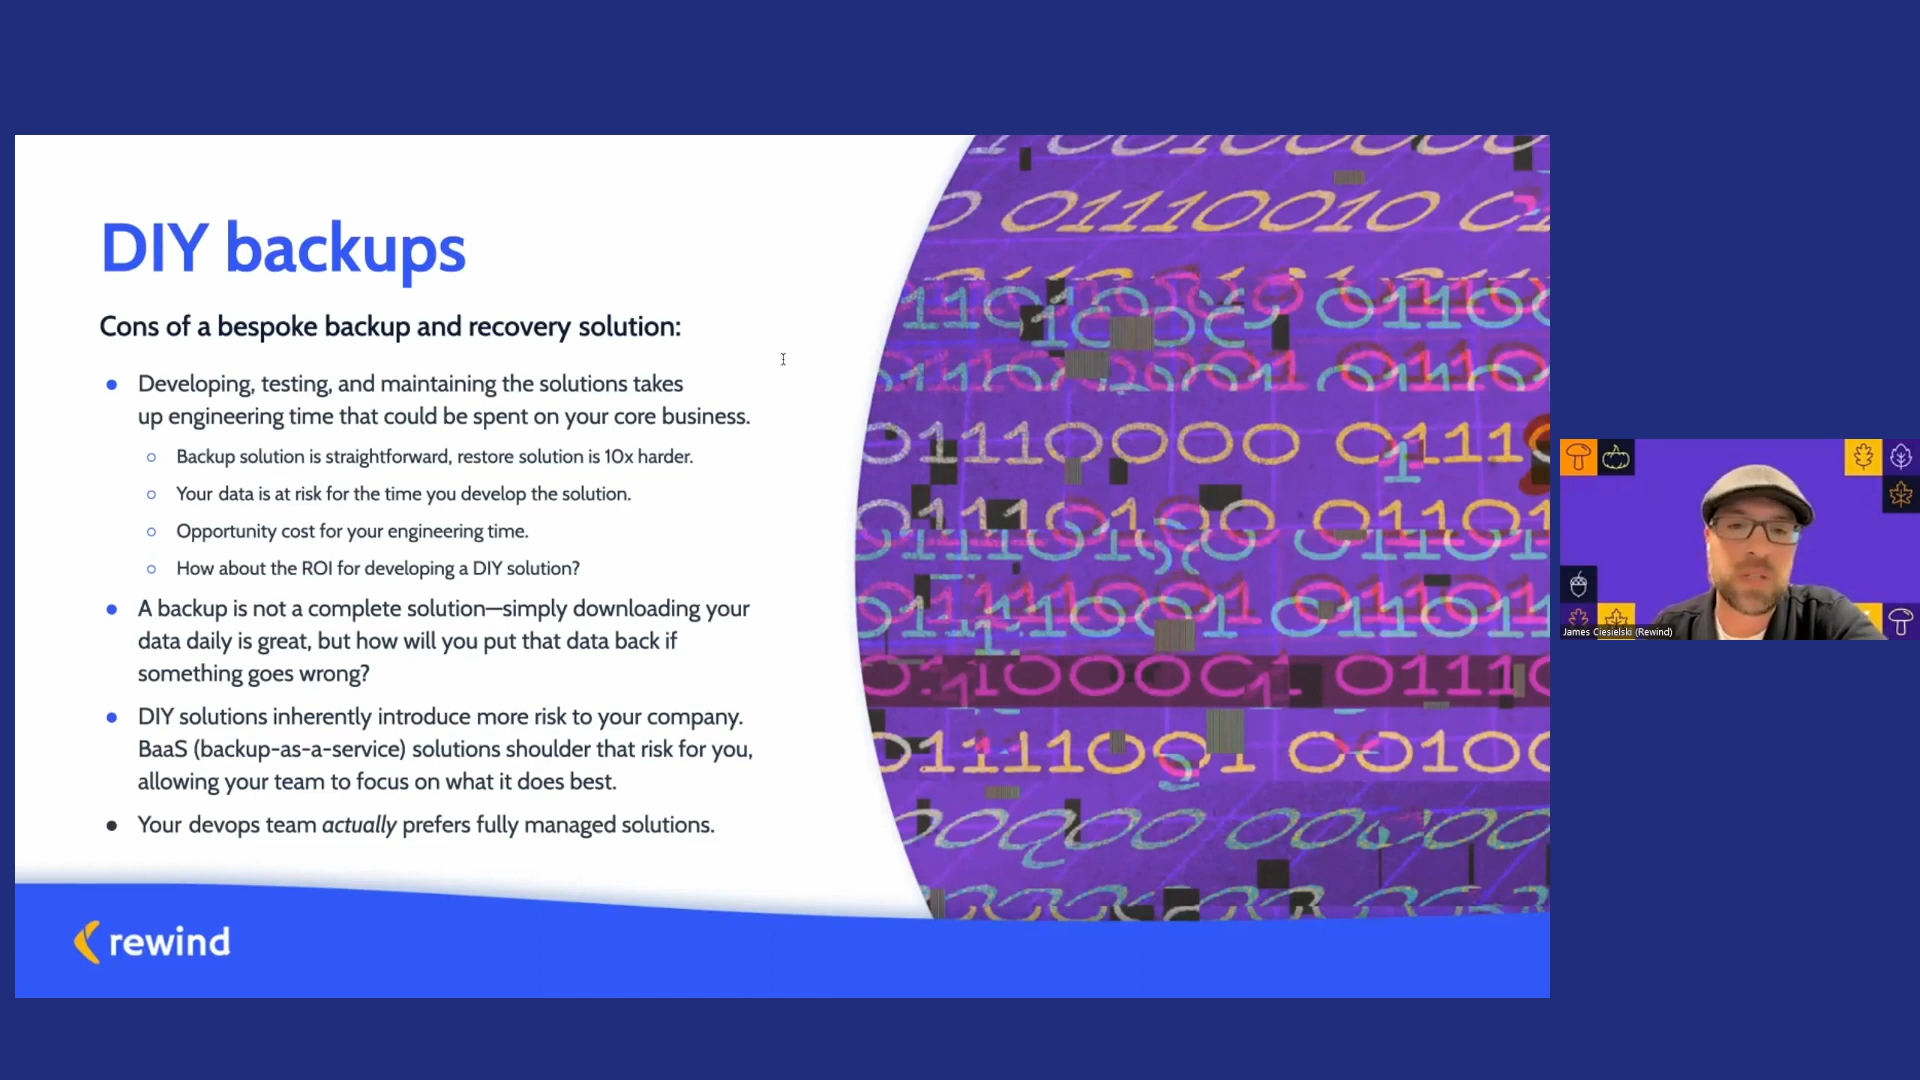 DIY backups
Cons of a bespoke backup and recovery solution:
Developing, testing, and maintaining the solutions takes
up engineering time that could be spent on your core business.
Backup solution is straightforward, restore solution is 10x harder.
Your data is at risk for the time you develop the solution.
Opportunity cost for your engineering time.
How about the ROI for developing a DIY solution?
A backup is not a complete solution—simply downloading your
data daily is great, but how will you put that data back if
something goes wrong?
DIY solutions inherently introduce more risk to your company.
BaaS (backup-as-a-service) solutions shoulder that risk for you,
allowing your team to focus on what it does best.
Your devops team actually prefers fully managed solutions.
rewind
01110010
01110000 0111
James Ciesielski (Rewind)